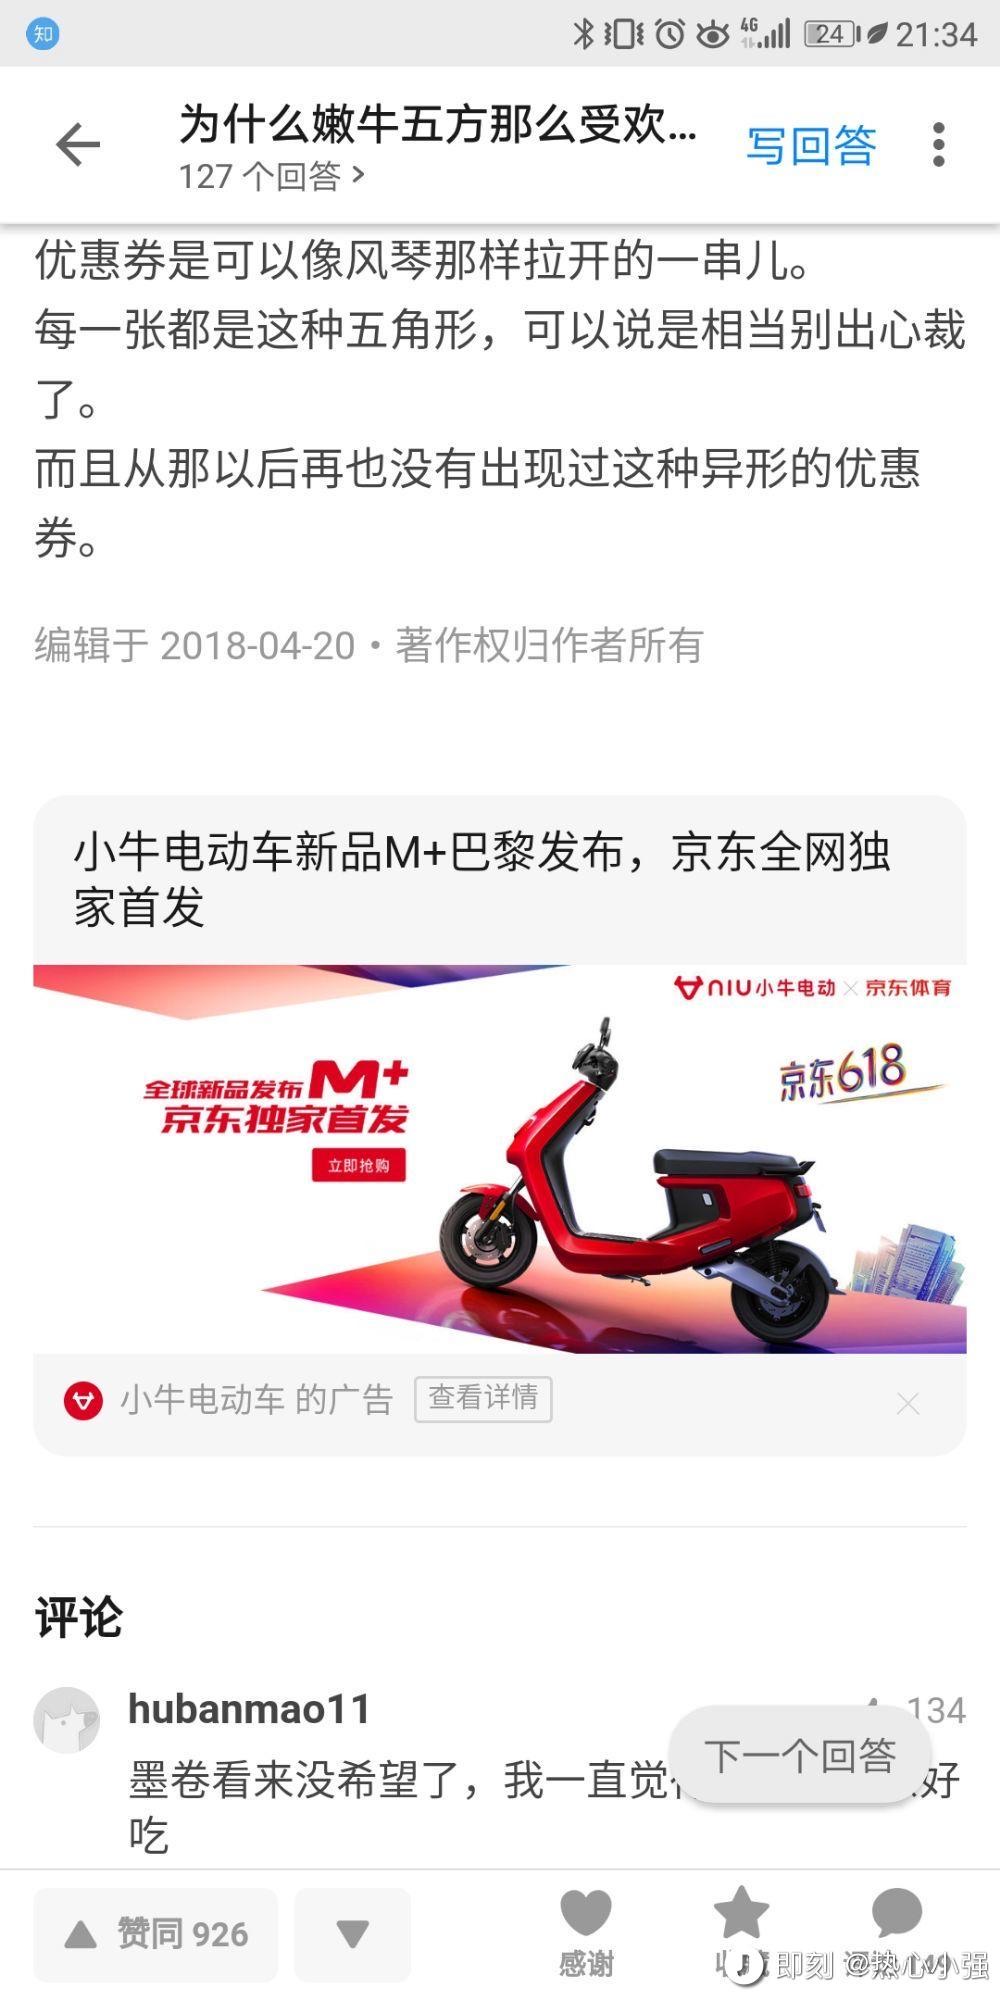 知 4G 24 21:34
为什么嫩牛五方那么受欢...
写回答
127 个回答 >
优惠券是可以像风琴那样拉开的一串儿。
每一张都是这种五角形，可以说是相当别出心裁
了。
而且从那以后再也没有出现过这种异形的优惠
券。
编辑于 2018-04-20 · 著作权归作者所有
小牛电动车新品M+巴黎发布，京东全网独
家首发
NIU小牛电动 × 京东体育
京东618
全球新品发布 M+
京东独家首发
立即抢购
小牛电动车 的广告 查看详情
评论
hubanmao11 134
下一个回答
墨卷看来没希望了，我一直觉 好
吃
赞同 926
感谢
即刻 @热心小强